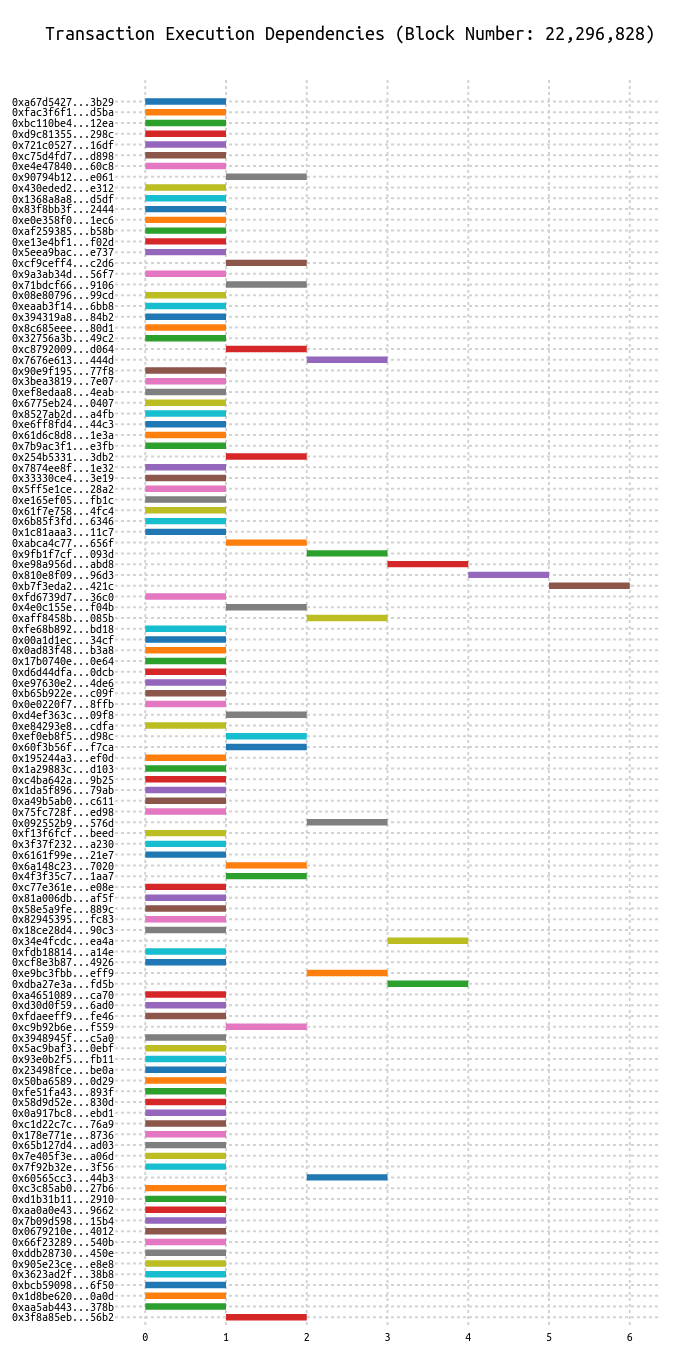 Transaction Execution Dependencies (Block Number: 22,296,828)
0xa67d5427...3b29
0xfac3f6f1...d5ba
0xbc110be4...12ea
0xd9c81355...298c
0x721c0527...16df
0xc75d4fd7...d898
0xe4e47840...60c8
0x90794b12...e061
0x430eded2...e312
0x1368a8a8...d5df
0x83f8bb3f...2444
0xe0e358f0...1ec6
0xaf259385...b58b
0xe13e4bf1...f02d
0x5eea9bac...e737
0xcf9ceff4...c2d6
0x9a3ab34d...56f7
0x71bdcf66...9106
0x08e80796...99cd
0xeaab3f14...6bb8
0x394319a8...84b2
0x8c685eee...80d1
0x32756a3b...49c2
0xc8792009...d064
0x7676e613...444d
0x90e9f195...77f8
0x3bea3819...7e07
0xef8edaa8...4eab
0x6775eb24...0407
0x8527ab2d...a4fb
0xe6ff8fd4...44c3
0x61d6c8d8...1e3a
0x7b9ac3f1...e3fb
0x254b5331...3db2
0x7874ee8f...1e32
0x33330ce4...3e19
0x5ff5e1ce...28a2
0xe165ef05...fb1c
0x61f7e758...4fc4
0x6b85f3fd...6346
0x1c81aaa3...11c7
0xabca4c77...656f
0x9fb1f7cf...093d
0xe98a956d...abd8
0x810e8f09...96d3
0xb7f3eda2...421c
0xfd6739d7...36c0
0x4e0c155e...f04b
0xaff8458b...085b
0xfe68b892...bd18
0x00a1d1ec...34cf
0x0ad83f48...b3a8
0x17b0740e...0e64
0xd6d44dfa...0dcb
0xe97630e2...4de6
0xb65b922e...c09f
0x0e0220f7...8ffb
0xd4ef363c...09f8
0xe84293e8...cdfa
0xef0eb8f5...d98c
0x60f3b56f...f7ca
0x195244a3...ef0d
0x1a29883c...d103
0xc4ba642a...9b25
0x1da5f896...79ab
0xa49b5ab0...c611
0x75fc728f...ed98
0x092552b9...576d
0xf13f6fcf...beed
0x3f37f232...a230
0x6161f99e...21e7
0x6a148c23...7020
0x4f3f35c7...1aa7
0xc77e361e...e08e
0x81a006db...af5f
0x58e5a9fe...889c
0x82945395...fc83
0x18ce28d4...90c3
0x34e4fcdc...ea4a
0xfdb18814...a14e
0xcf8e3b87...4926
0xe9bc3fbb...eff9
0xdba27e3a...fd5b
0xa4651089...ca70
0xd30d0f59...6ad0
0xfdaeeff9...fe46
0xc9b92b6e...f559
0x3948945f...c5a0
0x5ac9baf3...0ebf
0x93e0b2f5...fb11
0x23498fce...be0a
0x50ba6589...0d29
0xfe51fa43...893f
0x58d9d52e...830d
0x0a917bc8...ebd1
0xc1d22c7c...76a9
0x178e771e...8736
0x65b127d4...ad03
0x7e405f3e...a06d
0x7f92b32e...3f56
0x60565cc3...44b3
0xc3c85ab0...27b6
0xd1b31b11...2910
0xaa0a0e43...9662
0x7b09d598...15b4
0x0679210e...4012
0x66f23289...540b
0xddb28730...450e
0x905e23ce...e8e8
0x3623ad2f...38b8
0xbcb59098...6f50
0x1d8be620...0a0d
0xaa5ab443...378b
0x3f8a85eb...56b2
0 1 2 3 4 5 6